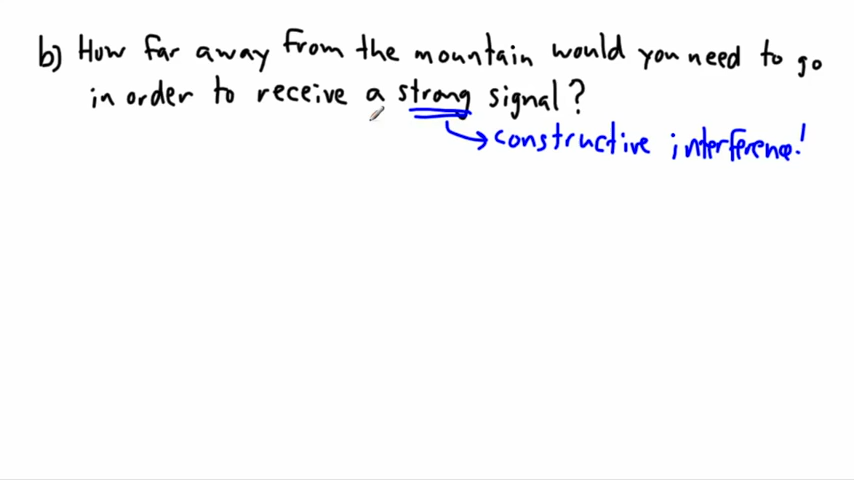 b) How far away from the mountain would you need to go
in order to receive a strong signal?
constructive interference!